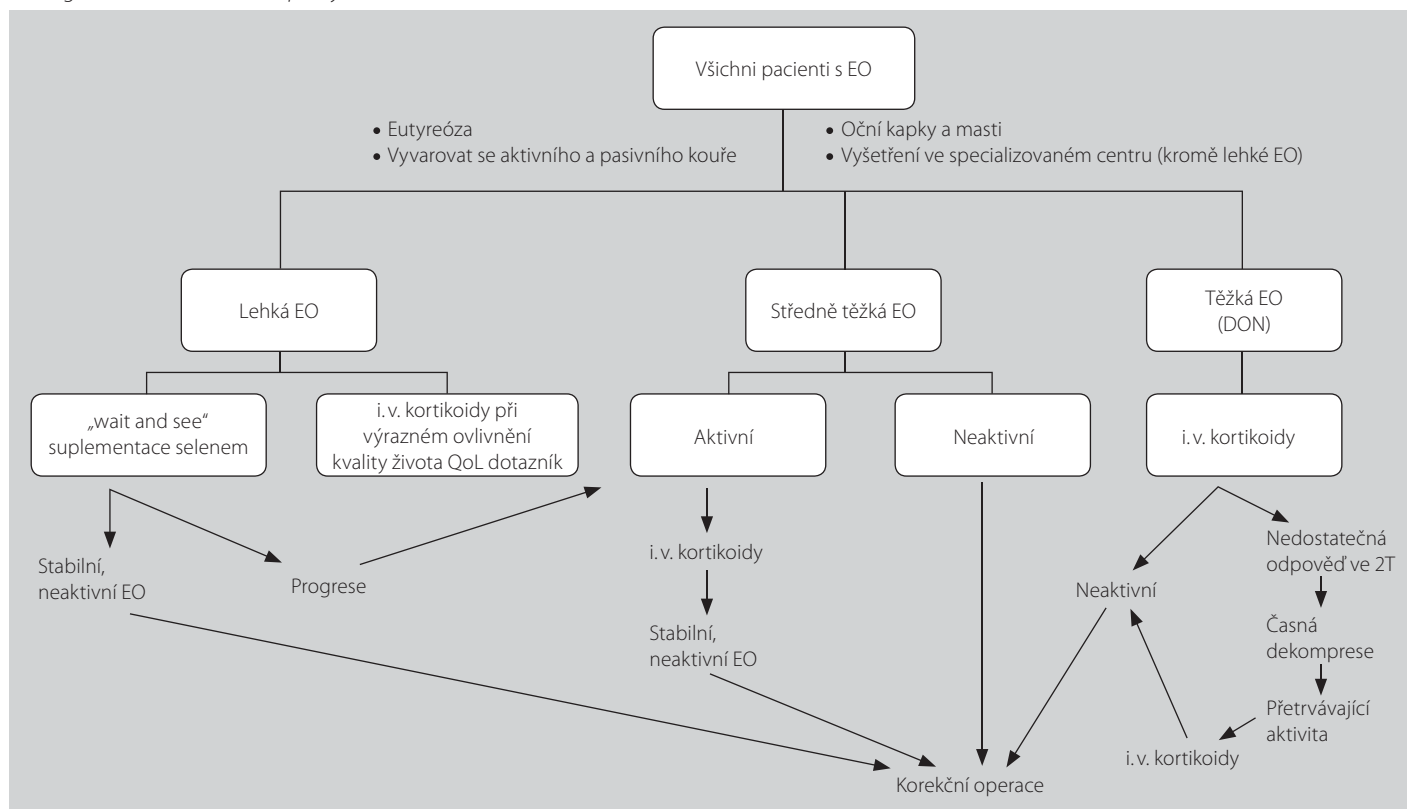 Všichni pacienti s EO
• Eutyreóza
• Vyvarovat se aktivního a pasivního kouře
• Oční kapky a masti
• Vyšetření ve specializovaném centru (kromě lehké EO)
Lehká EO
Středně těžká EO
Těžká EO
(DON)
„wait and see“
suplementace selenem
i. v. kortikoidy při
výrazném ovlivnění
kvality života QoL dotazník
Aktivní
Neaktivní
i. v. kortikoidy
Stabilní,
neaktivní EO
Progrese
i. v. kortikoidy
Stabilní,
neaktivní EO
Neaktivní
Nedostatečná
odpověď ve 2T
Časná
dekomprese
Přetrvávající
aktivita
i. v. kortikoidy
Korekční operace